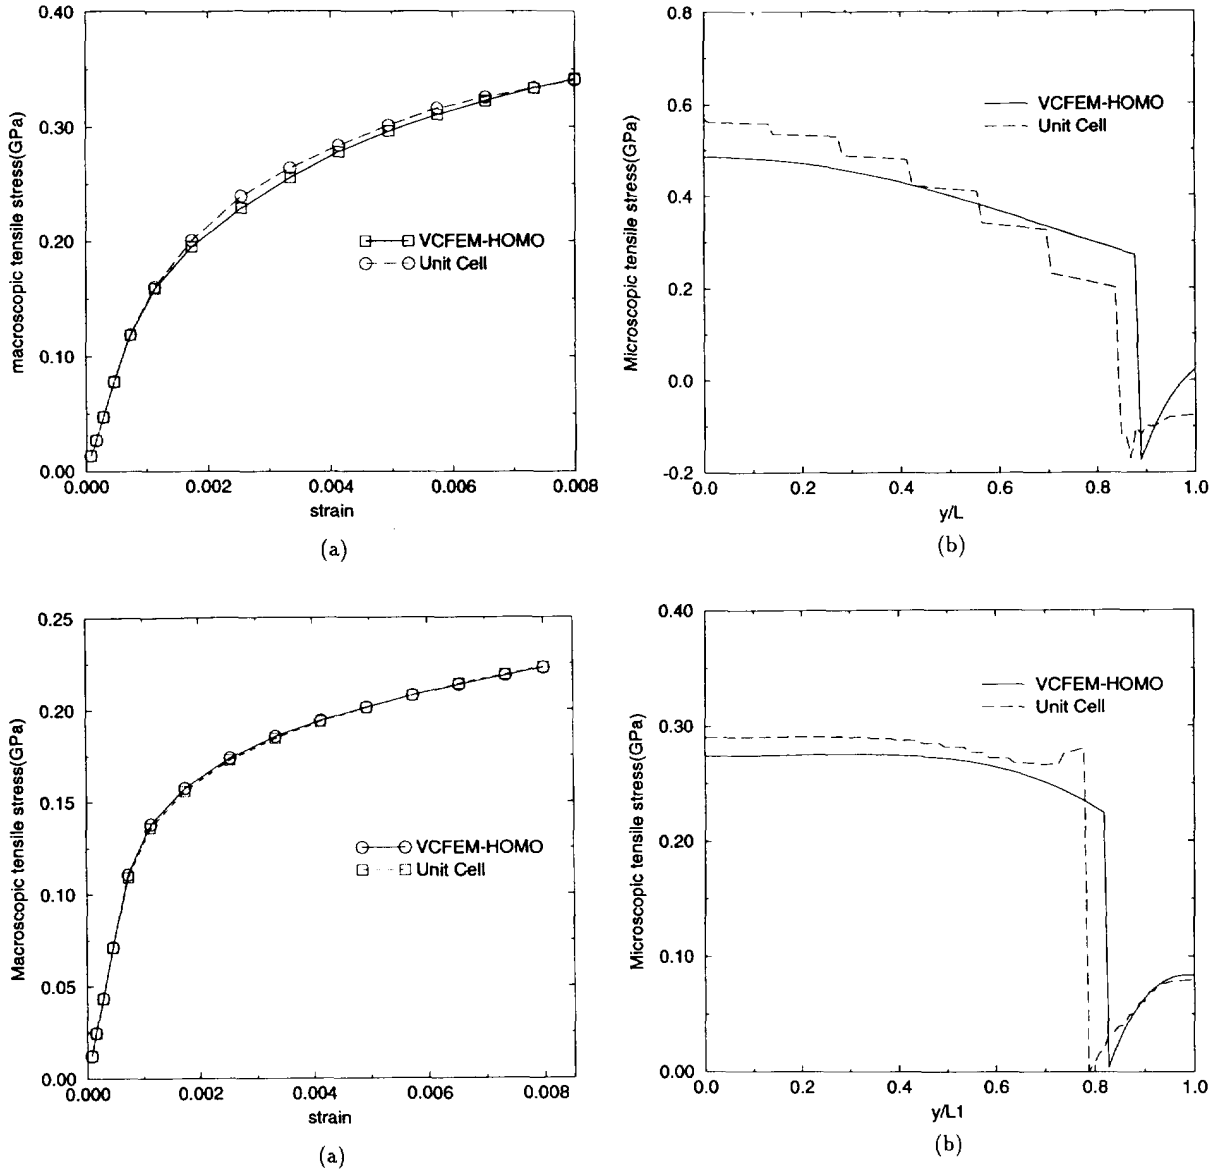 0.40
0.30
0.20
0.10
0.00
macroscopic tensile stress(GPa)
VCFEM-HOMO
Unit Cell
0.000 0.002 0.004 0.006 0.008
strain
(a)
0.8
0.6
0.4
0.2
0.0
-0.2
Microscopic tensile stress(GPa)
VCFEM-HOMO
Unit Cell
0.0 0.2 0.4 0.6 0.8 1.0
y/L
(b)
0.25
0.20
0.15
0.10
0.05
0.00
Macroscopic tensile stress(GPa)
VCFEM-HOMO
Unit Cell
0.000 0.002 0.004 0.006 0.008
strain
(a)
0.40
0.30
0.20
0.10
0.00
Microscopic tensile stress(GPa)
VCFEM-HOMO
Unit Cell
0.0 0.2 0.4 0.6 0.8 1.0
y/L1
(b)